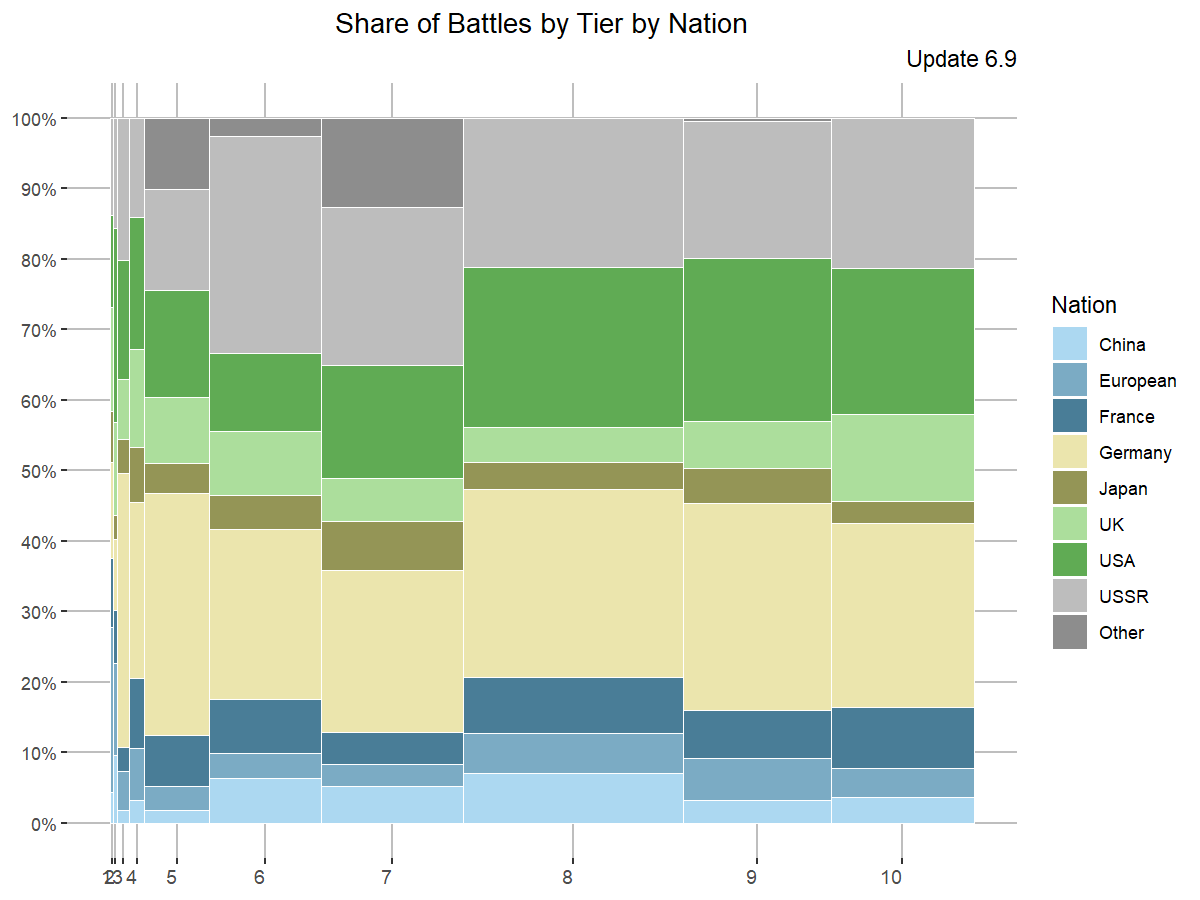 Share of Battles by Tier by Nation
Update 6.9
100%
90%
80%
70%
60%
50%
40%
30%
20%
10%
0%
1 2 3 4 5 6 7 8 9 10
Nation
China
European
France
Germany
Japan
UK
USA
USSR
Other